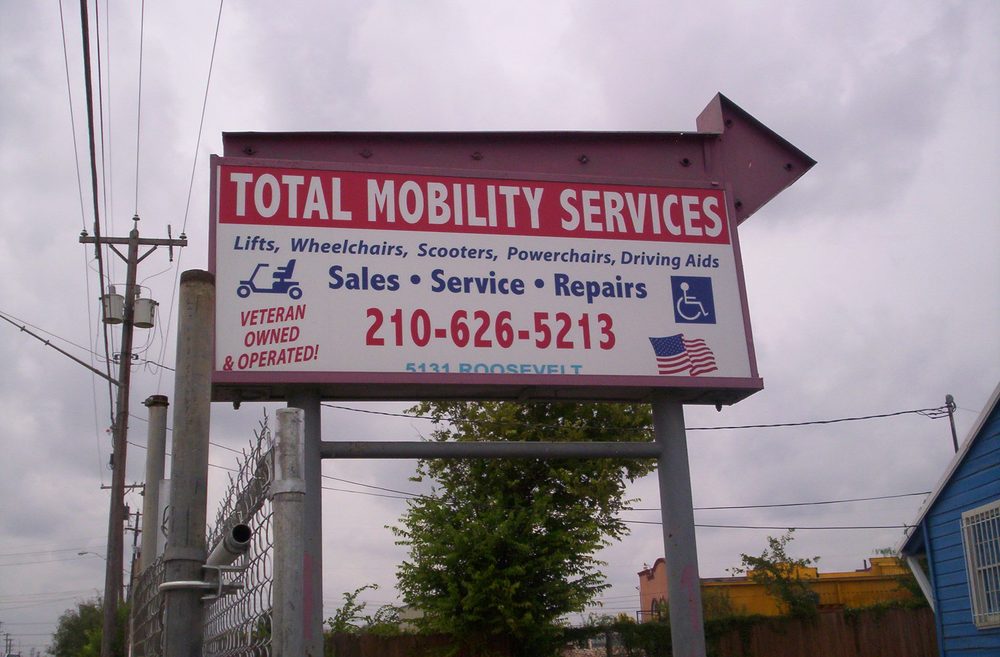 TOTAL MOBILITY SERVICES
Lifts, Wheelchairs, Scooters, Powerchairs, Driving Aids
Sales • Service • Repairs
VETERAN
OWNED
& OPERATED!
210-626-5213
5131 ROOSEVELT